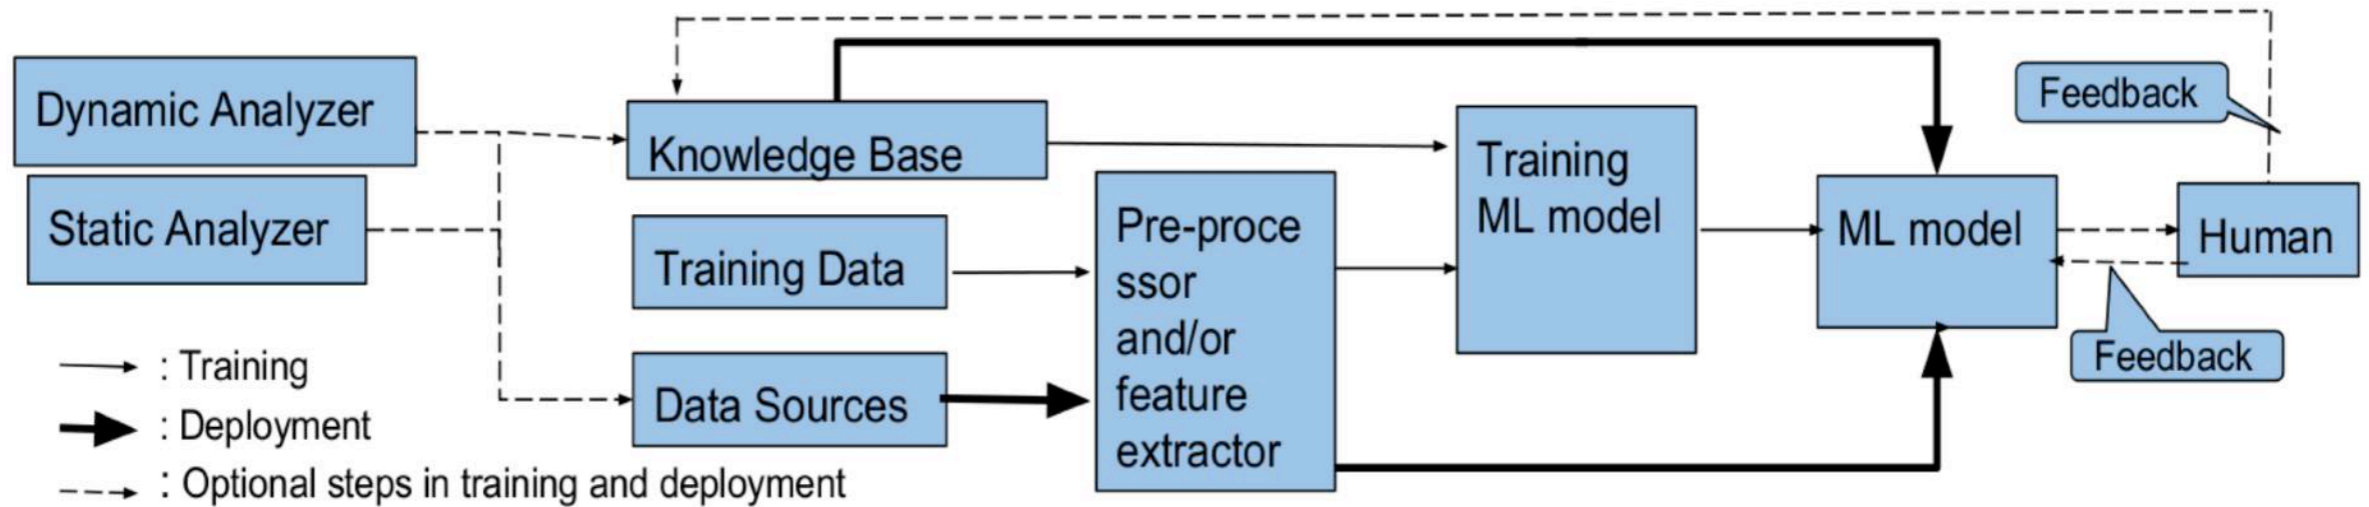 Dynamic Analyzer
Static Analyzer
Knowledge Base
Training Data
Data Sources
Pre-proce
ssor
and/or
feature
extractor
Training
ML model
ML model
Human
Feedback
Feedback
: Training
: Deployment
: Optional steps in training and deployment